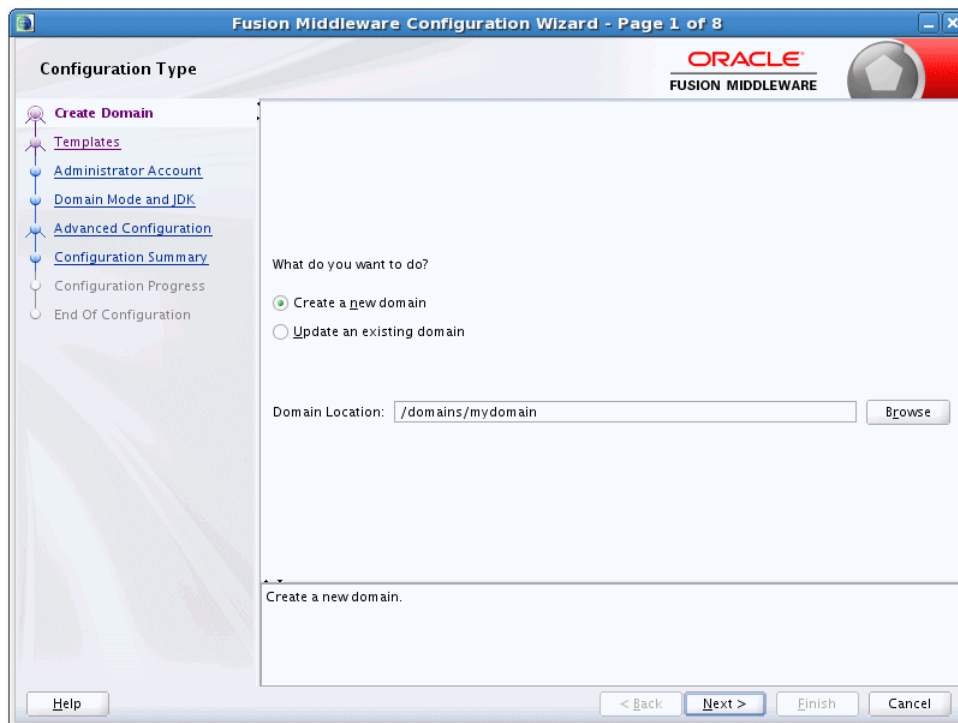 Fusion Middleware Configuration Wizard - Page 1 of 8
Configuration Type
ORACLE
FUSION MIDDLEWARE
Create Domain
Templates
Administrator Account
Domain Mode and JDK
Advanced Configuration
Configuration Summary
Configuration Progress
End Of Configuration
What do you want to do?
Create a new domain
Update an existing domain
Domain Location: /domains/mydomain Browse
Create a new domain.
Help < Back Next > Finish Cancel